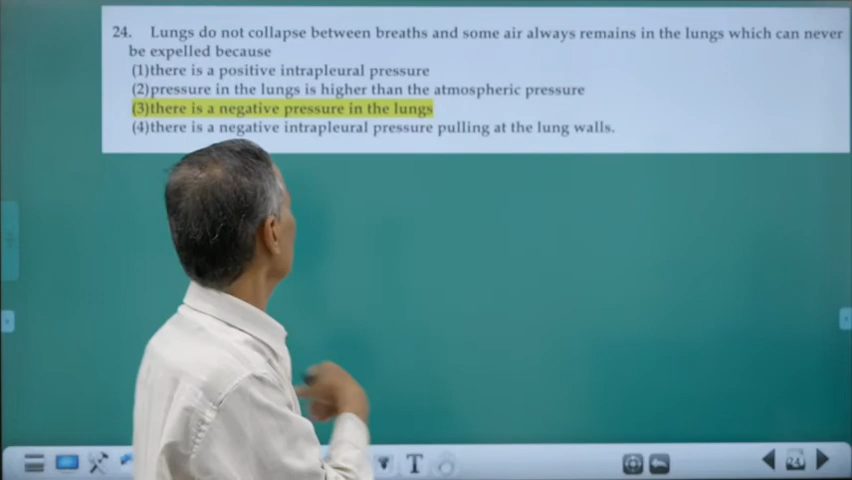 24. Lungs do not collapse between breaths and some air always remains in the lungs which can never
be expelled because
(1)there is a positive intrapleural pressure
(2)pressure in the lungs is higher than the atmospheric pressure
(3)there is a negative pressure in the lungs
(4)there is a negative intrapleural pressure pulling at the lung walls.
T
24